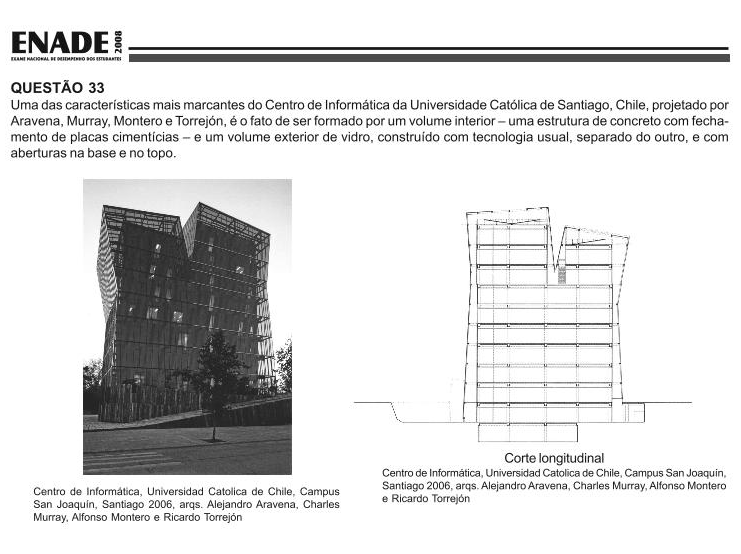 ENADE 2008
EXAME NACIONAL DE DESEMPENHO DOS ESTUDANTES
QUESTÃO 33
Uma das características mais marcantes do Centro de Informática da Universidade Católica de Santiago, Chile, projetado por
Aravena, Murray, Montero e Torrejón, é o fato de ser formado por um volume interior – uma estrutura de concreto com fecha-
mento de placas cimentícias – e um volume exterior de vidro, construído com tecnologia usual, separado do outro, e com
aberturas na base e no topo.
Centro de Informática, Universidad Catolica de Chile, Campus
San Joaquín, Santiago 2006, arqs. Alejandro Aravena, Charles
Murray, Alfonso Montero e Ricardo Torrejón
Corte longitudinal
Centro de Informática, Universidad Catolica de Chile, Campus San Joaquín,
Santiago 2006, arqs. Alejandro Aravena, Charles Murray, Alfonso Montero
e Ricardo Torrejón